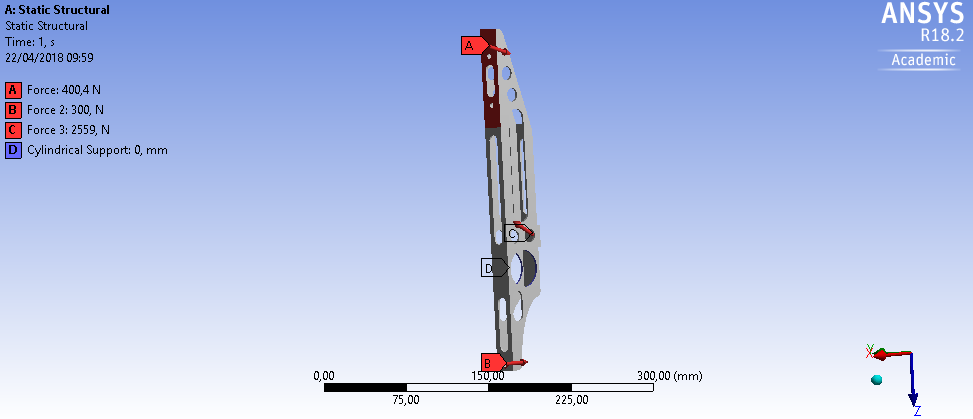 A: Static Structural
Static Structural
Time: 1, s
22/04/2018 09:59
A Force: 400,4 N
B Force 2: 300, N
C Force 3: 2559, N
D Cylindrical Support: 0, mm
ANSYS
R18.2
Academic
A
C
D
B
0,00 150,00 300,00 (mm)
75,00 225,00
Y
X
Z